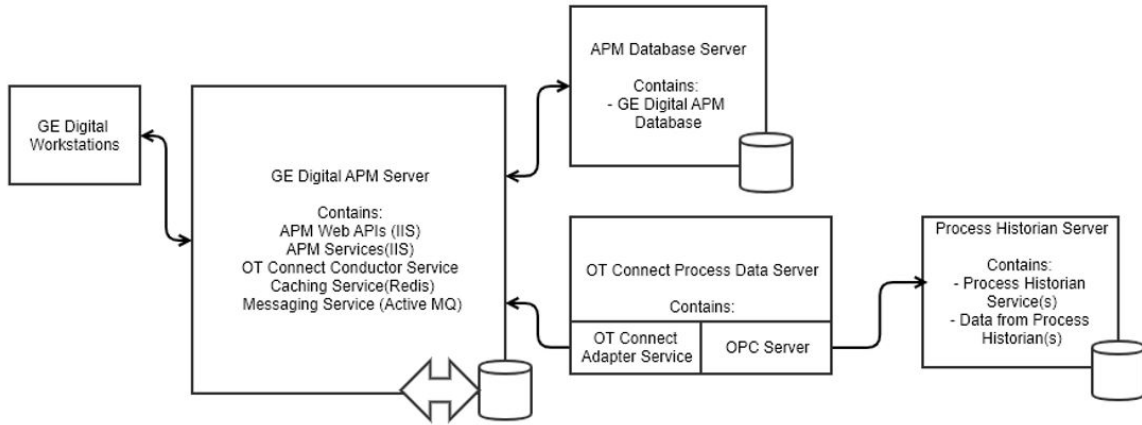 GE Digital
Workstations
GE Digital APM Server
Contains:
APM Web APIs (IIS)
APM Services(IIS)
OT Connect Conductor Service
Caching Service(Redis)
Messaging Service (Active MQ)
APM Database Server
Contains:
- GE Digital APM
Database
OT Connect Process Data Server
Contains:
OT Connect
Adapter Service
OPC Server
Process Historian Server
Contains:
- Process Historian
Service(s)
- Data from Process
Historian(s)